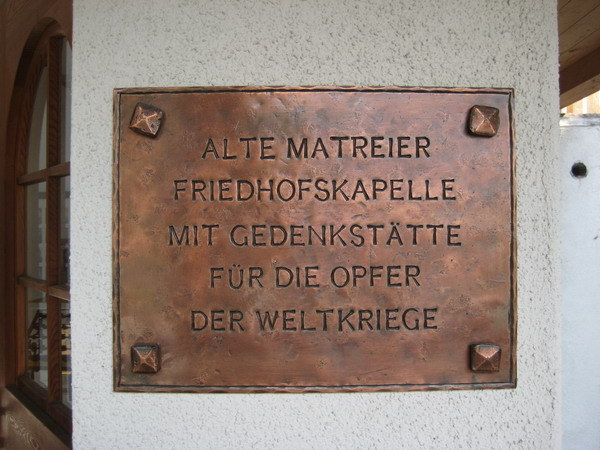 ALTE MATREIER
FRIEDHOFSKAPELLE
MIT GEDENKSTÄTTE
FÜR DIE OPFER
DER WELTKRIEGE